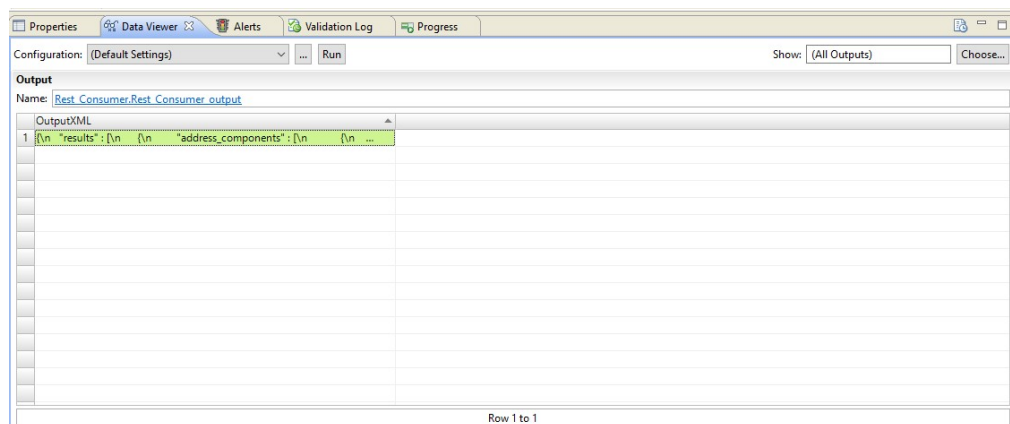 Properties Data Viewer Alerts Validation Log Progress
Configuration: (Default Settings) ... Run Show: (All Outputs) Choose...
Output
Name: Rest_Consumer.Rest_Consumer_output
OutputXML
1 {\n "results" : [\n {\n "address_components" : [\n {\n ...
Row 1 to 1